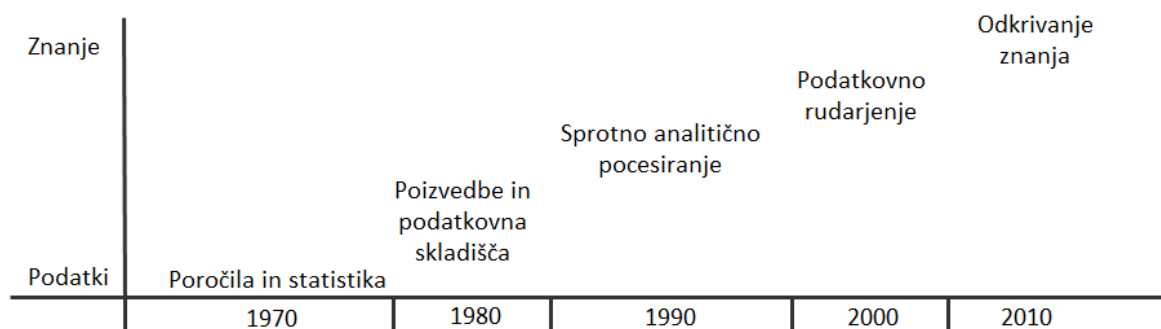 Odkrivanje
znanja
Znanje
Podatkovno
rudarjenje
Sprotno analitično
pocesiranje
Poizvedbe in
podatkovna
skladišča
Podatki
Poročila in statistika
1970
1980
1990
2000
2010